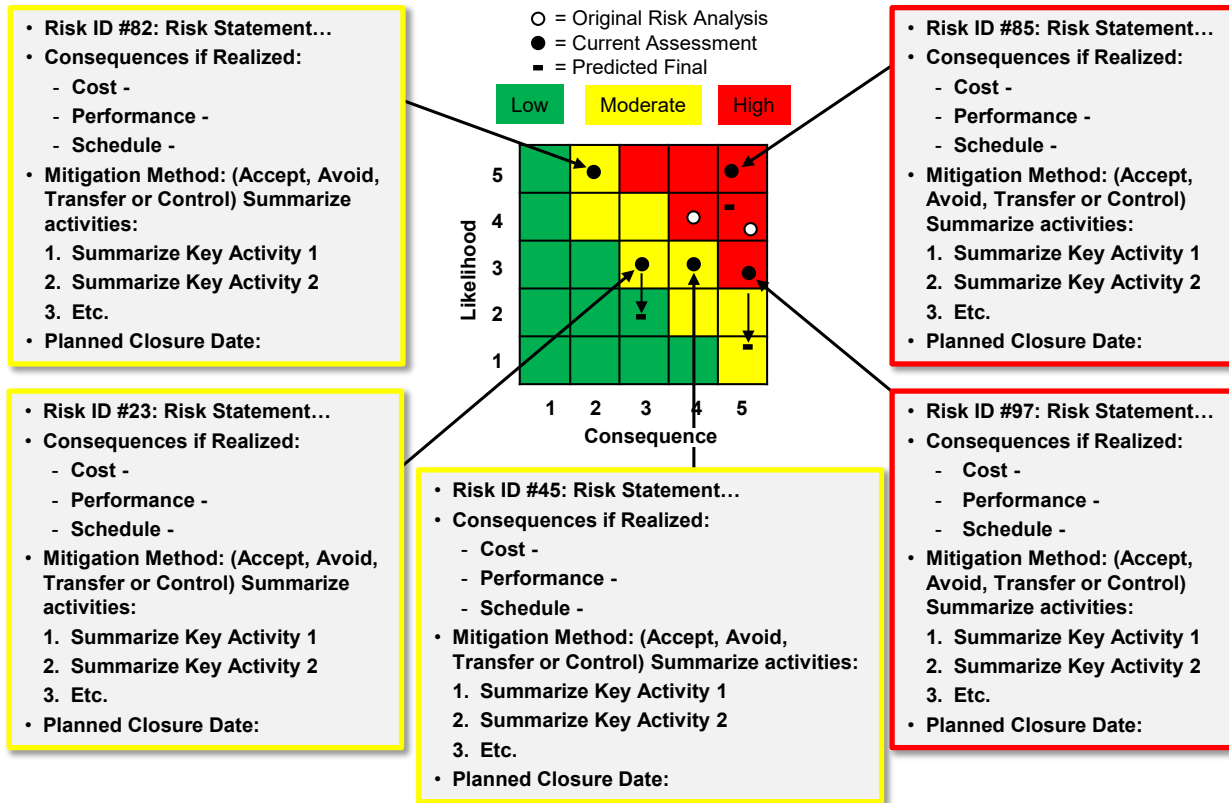 • Risk ID #82: Risk Statement…
• Consequences if Realized:
- Cost -
- Performance -
- Schedule -
• Mitigation Method: (Accept, Avoid,
Transfer or Control) Summarize
activities:
1. Summarize Key Activity 1
2. Summarize Key Activity 2
3. Etc.
• Planned Closure Date:
= Original Risk Analysis
= Current Assessment
= Predicted Final
Low
Moderate
High
Likelihood
5
4
3
2
1
1
2
3
4
5
Consequence
• Risk ID #85: Risk Statement…
• Consequences if Realized:
- Cost -
- Performance -
- Schedule -
• Mitigation Method: (Accept,
Avoid, Transfer or Control)
Summarize activities:
1. Summarize Key Activity 1
2. Summarize Key Activity 2
3. Etc.
• Planned Closure Date:
• Risk ID #23: Risk Statement…
• Consequences if Realized:
- Cost -
- Performance -
- Schedule -
• Mitigation Method: (Accept, Avoid,
Transfer or Control) Summarize
activities:
1. Summarize Key Activity 1
2. Summarize Key Activity 2
3. Etc.
• Planned Closure Date:
• Risk ID #45: Risk Statement…
• Consequences if Realized:
- Cost -
- Performance -
- Schedule -
• Mitigation Method: (Accept, Avoid,
Transfer or Control) Summarize activities:
1. Summarize Key Activity 1
2. Summarize Key Activity 2
3. Etc.
• Planned Closure Date:
• Risk ID #97: Risk Statement…
• Consequences if Realized:
- Cost -
- Performance -
- Schedule -
• Mitigation Method: (Accept,
Avoid, Transfer or Control)
Summarize activities:
1. Summarize Key Activity 1
2. Summarize Key Activity 2
3. Etc.
• Planned Closure Date: